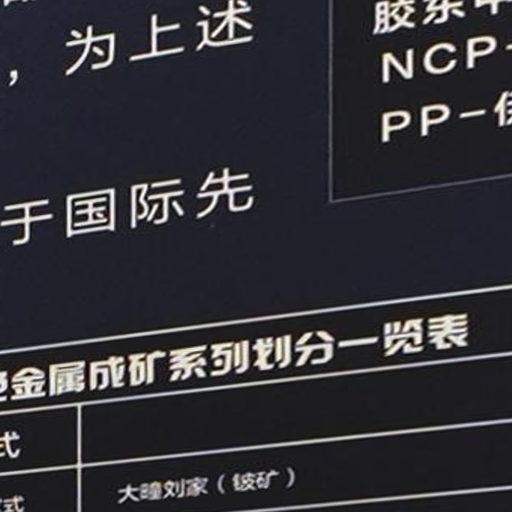 ，为上述
于国际先
胶东
NCP-
PP-
金属成矿系列划分一览表
式
式
大疃刘家（铍矿）